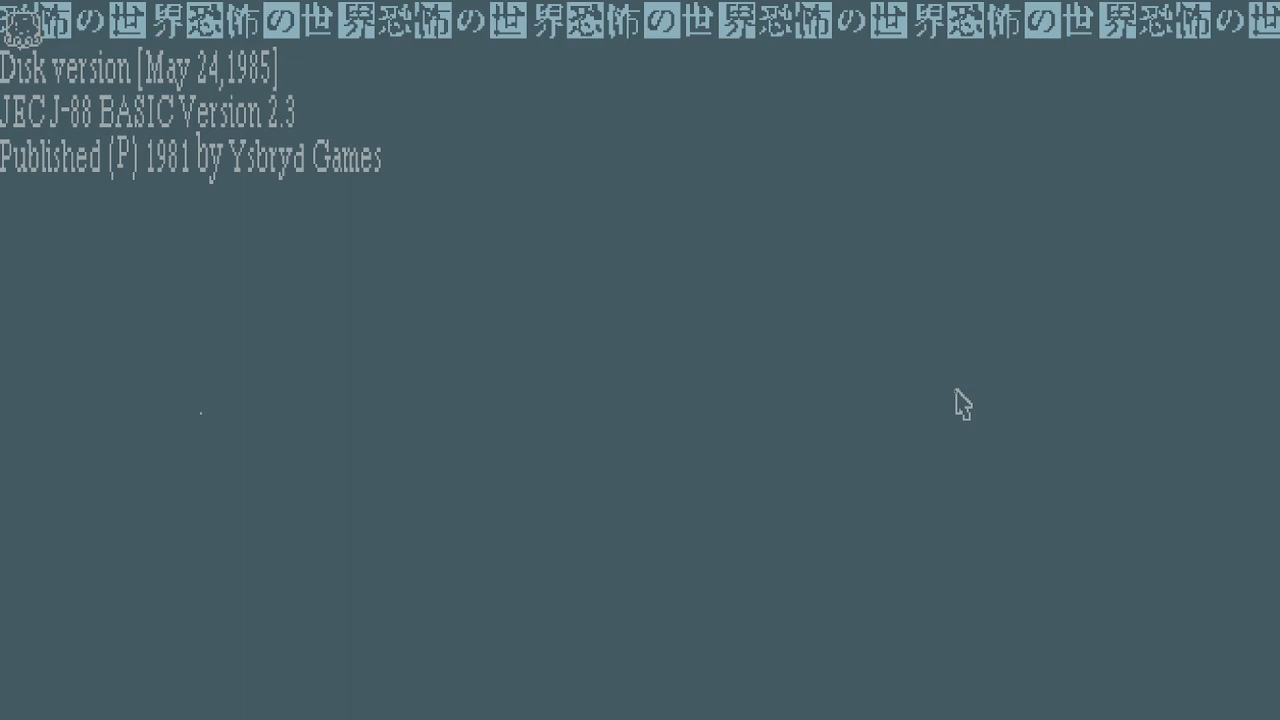 恐怖の世界恐怖の世界恐怖の世界恐怖の世界恐怖の世界恐怖の世界恐怖の世
Disk version [May 24,1985]
JEC J-88 BASIC Version 2.3
Published (P) 1981 by Ysbryd Games